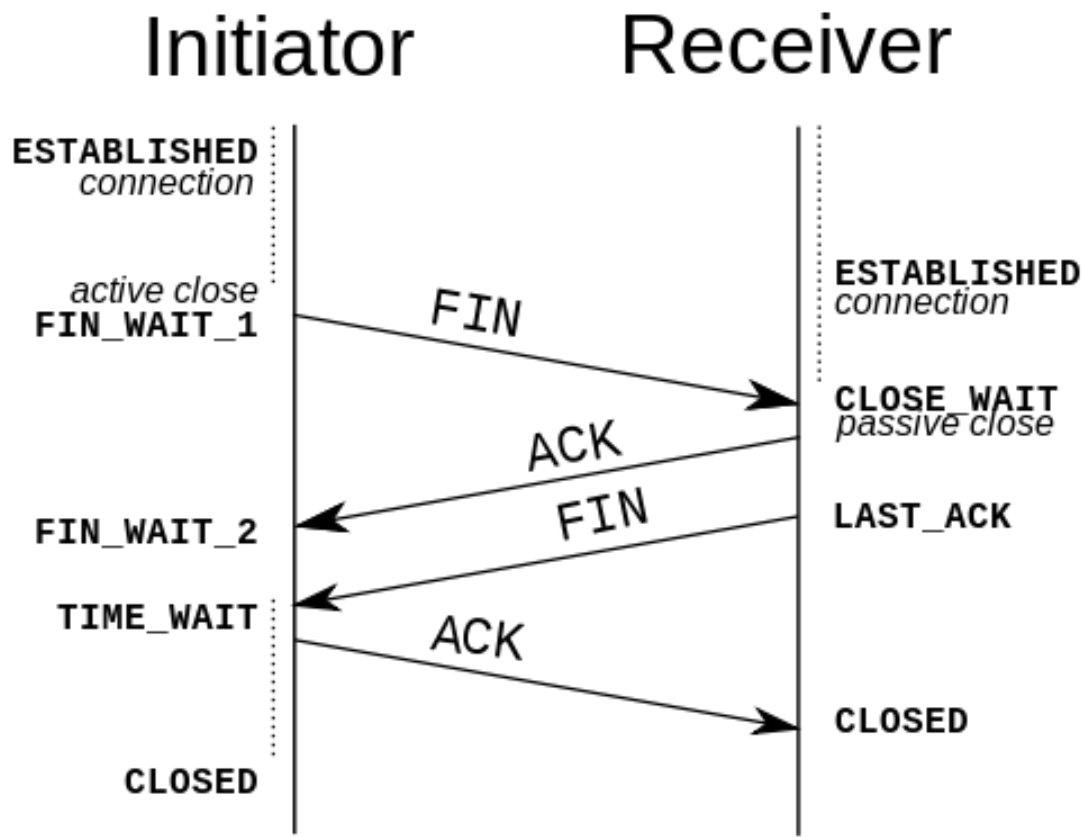 Initiator
Receiver
ESTABLISHED
connection
active close
FIN_WAIT_1
FIN
ESTABLISHED
connection
CLOSE_WAIT
passive close
ACK
FIN_WAIT_2
FIN
LAST_ACK
TIME_WAIT
ACK
CLOSED
CLOSED